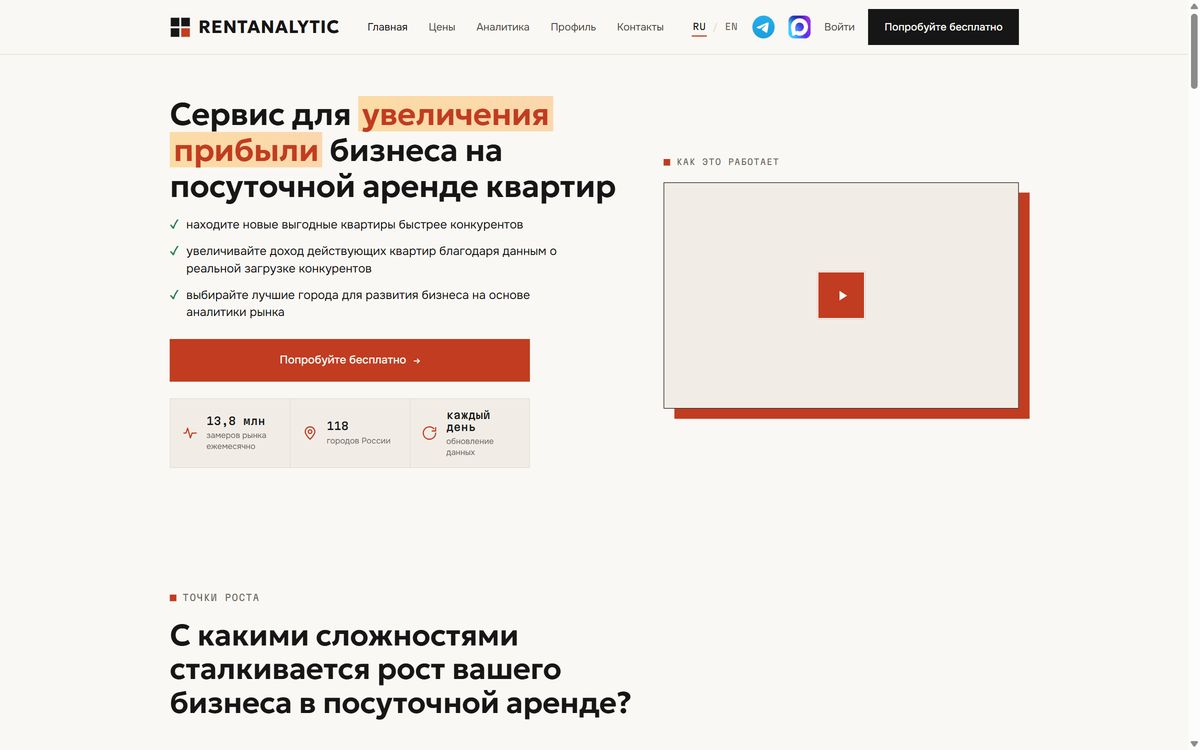 RENTANALYTIC
Главная Цены Аналитика Профиль Контакты RU / EN Войти Попробуйте бесплатно
Сервис для увеличения
прибыли бизнеса на
посуточной аренде квартир
✓ находите новые выгодные квартиры быстрее конкурентов
✓ увеличивайте доход действующих квартир благодаря данным о
реальной загрузке конкурентов
✓ выбирайте лучшие города для развития бизнеса на основе
аналитики рынка
Попробуйте бесплатно →
13,8 млн
замеров рынка
ежемесячно
118
городов России
каждый
день
обновление
данных
КАК ЭТО РАБОТАЕТ
ТОЧКИ РОСТА
С какими сложностями
сталкивается рост вашего
бизнеса в посуточной аренде?